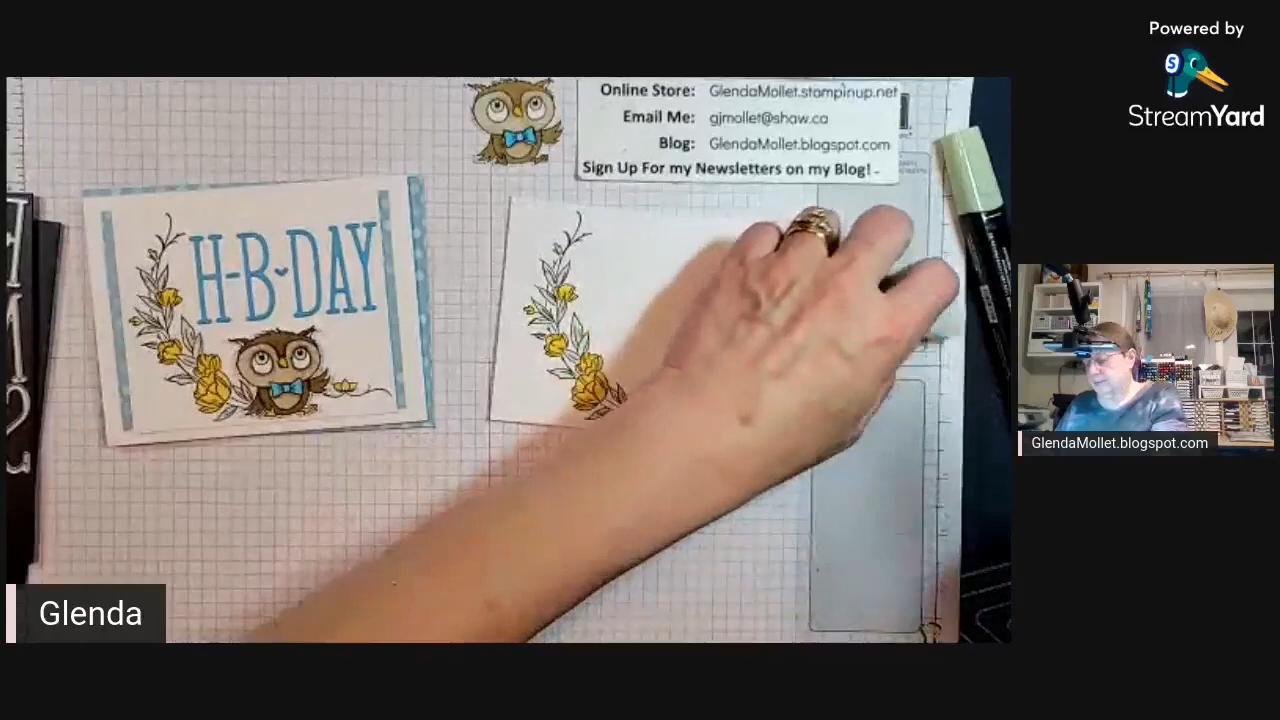 Powered by
StreamYard
Online Store: GlendaMollet.stampinup.net
Email Me: gjmollet@shaw.ca
Blog: GlendaMollet.blogspot.com
Sign Up For my Newsletters on my Blog!
H-B-DAY
GlendaMollet.blogspot.com
Glenda